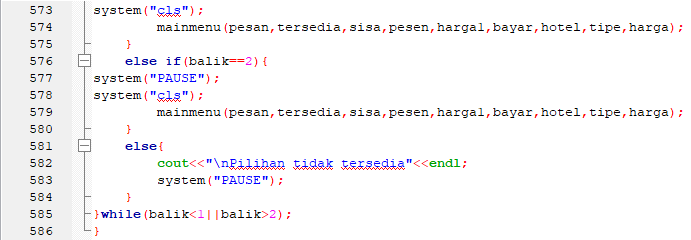 573 system("cls");
574 mainmenu(pesan,tersedia,sisa,pesen,harga1,bayar,hotel,tipe,harga);
575 }
576 else if(balik==2){
577 system("PAUSE");
578 system("cls");
579 mainmenu(pesan,tersedia,sisa,pesen,harga1,bayar,hotel,tipe,harga);
580 }
581 else{
582 cout<<"\nPilihan tidak tersedia"<<endl;
583 system("PAUSE");
584 }
585 }while(balik<1||balik>2);
586 }